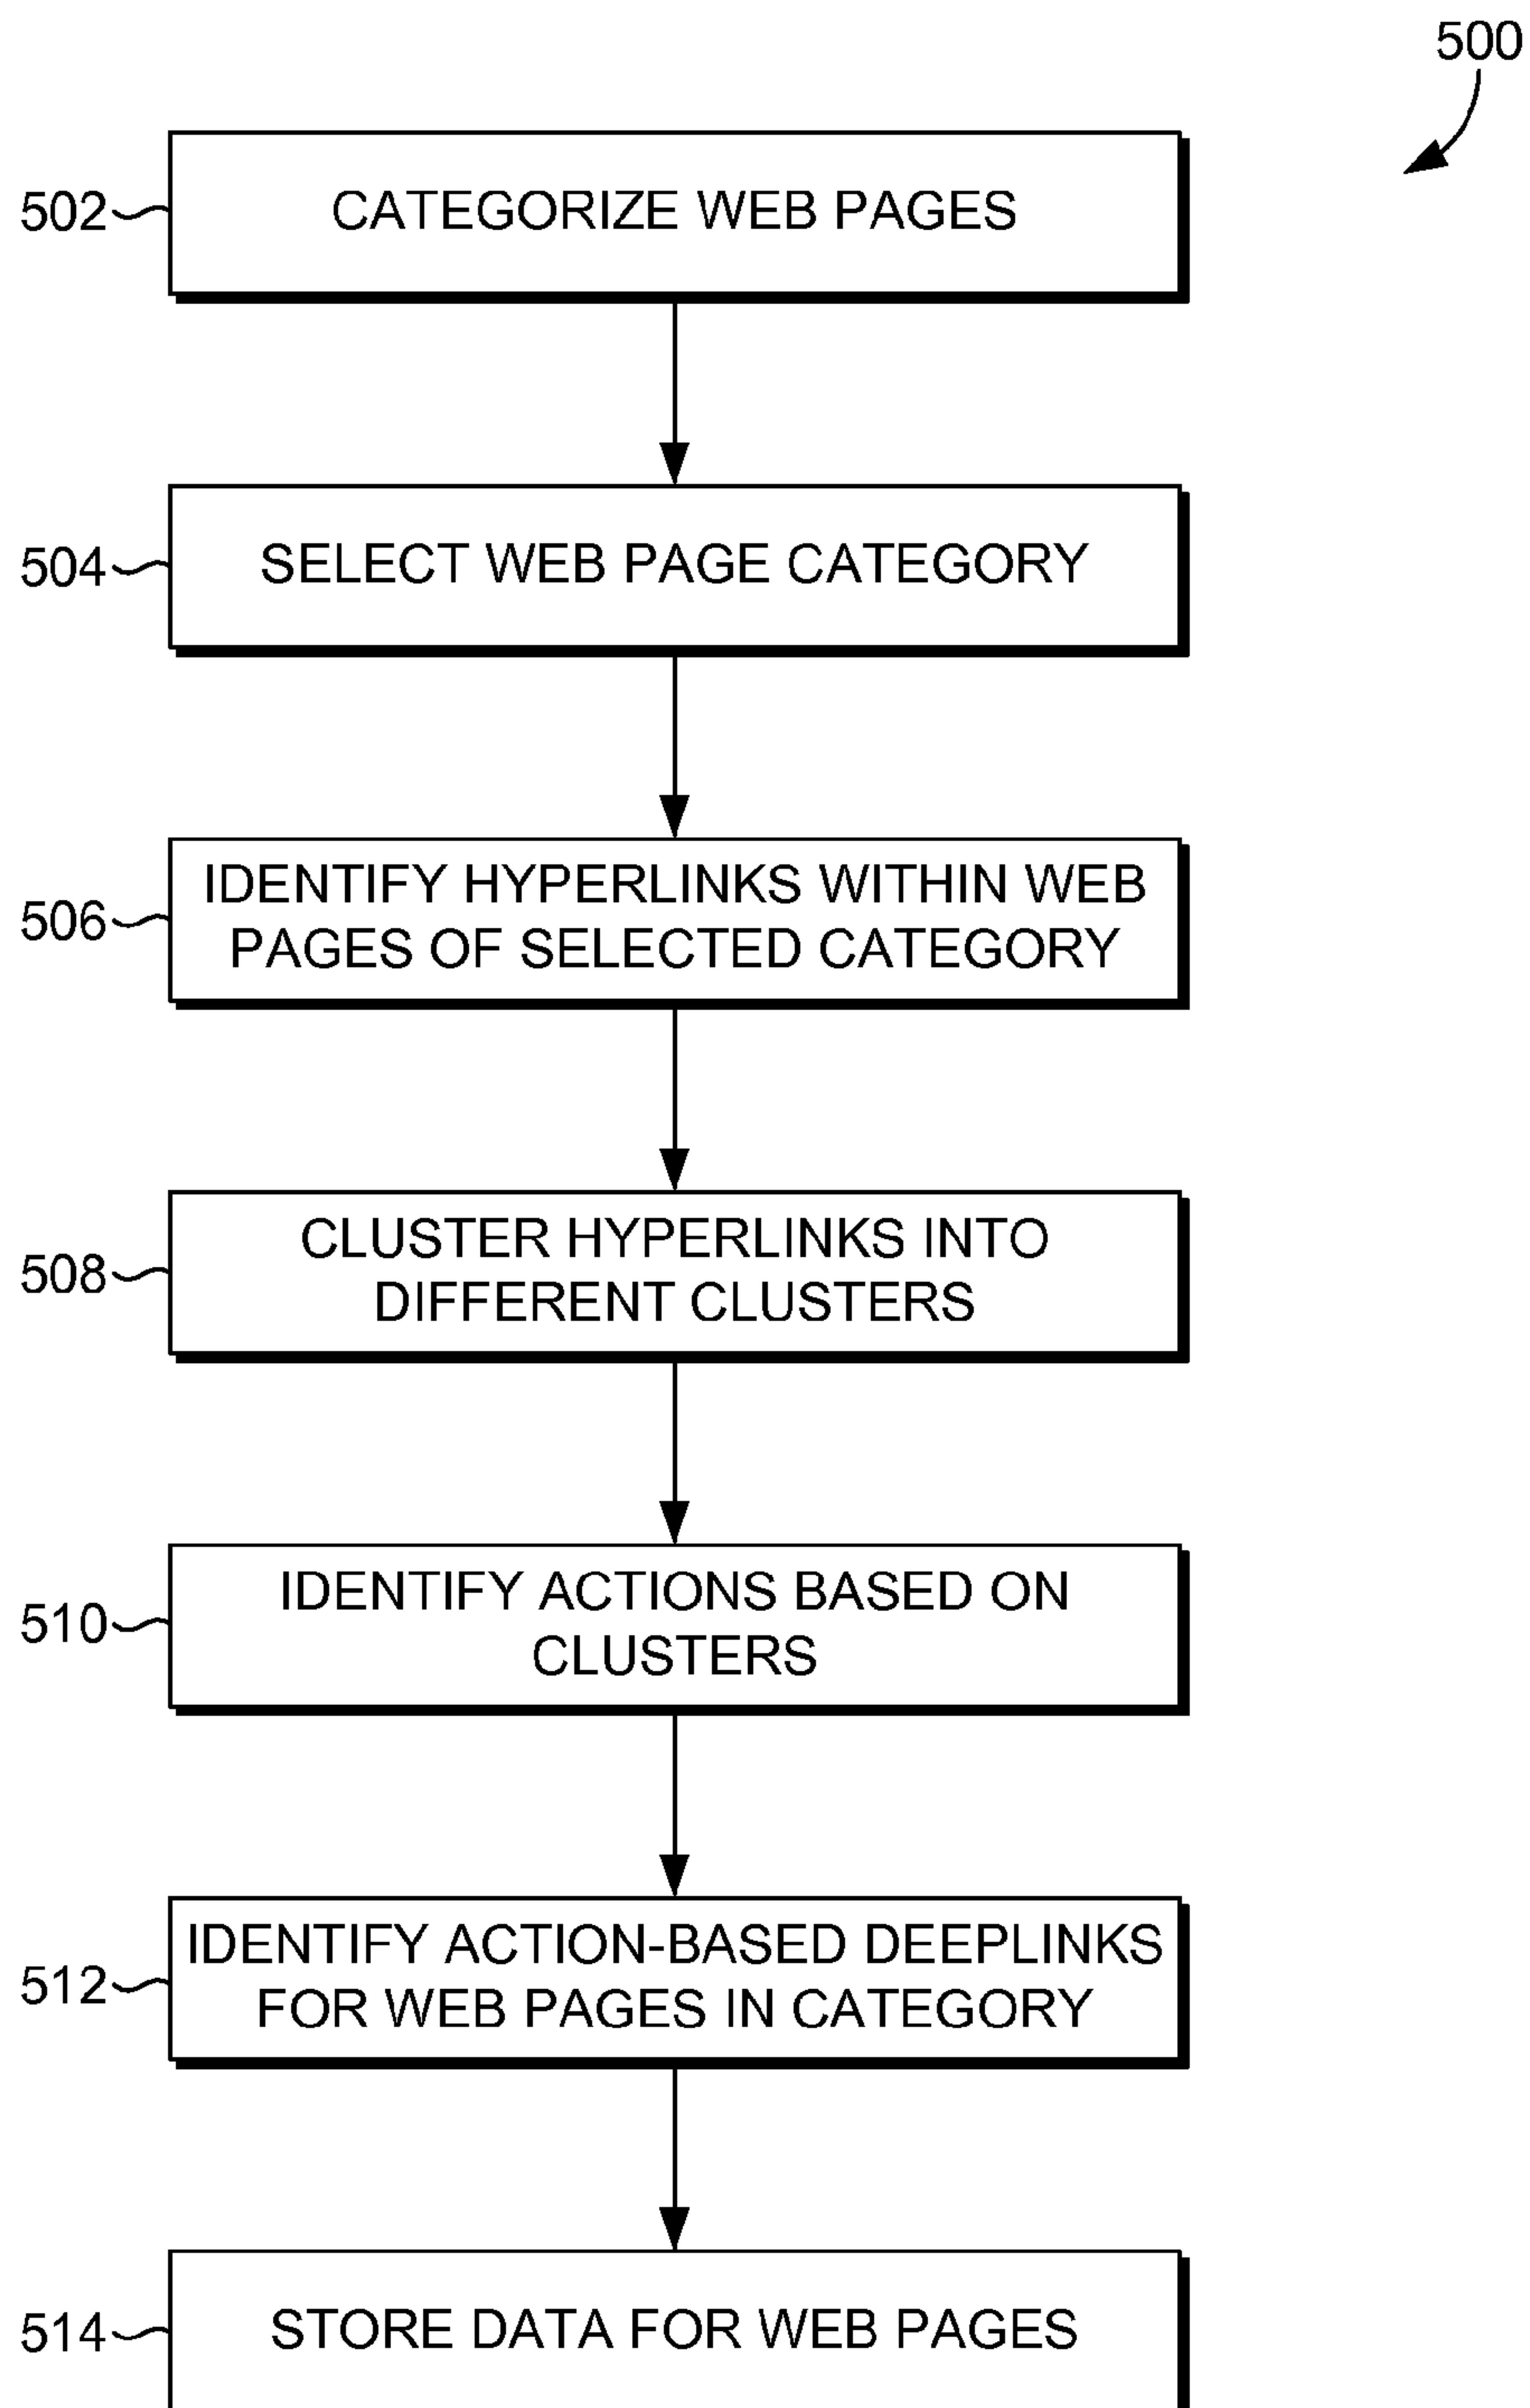 500
502
CATEGORIZE WEB PAGES
504
SELECT WEB PAGE CATEGORY
506
IDENTIFY HYPERLINKS WITHIN WEB
PAGES OF SELECTED CATEGORY
508
CLUSTER HYPERLINKS INTO
DIFFERENT CLUSTERS
510
IDENTIFY ACTIONS BASED ON
CLUSTERS
512
IDENTIFY ACTION-BASED DEEPLINKS
FOR WEB PAGES IN CATEGORY
514
STORE DATA FOR WEB PAGES